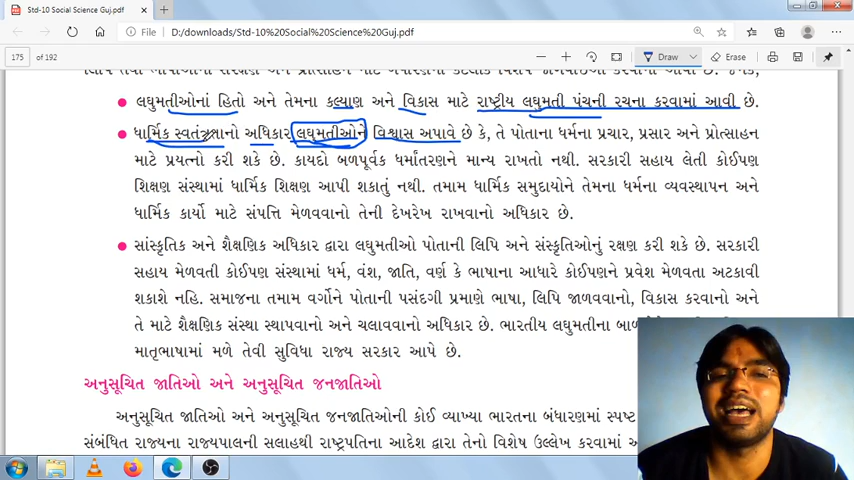 Std-10 Social Science Guj.pdf
File D:/downloads/Std-10%20Social%20Science%20Guj.pdf
175 of 192 Draw Erase
લિપિ તથા
માટે
કરવામાં આવી છે. જેમકે,
લઘુમતીઓનાં હિતો અને તેમના કલ્યાણ અને વિકાસ માટે રાષ્ટ્રીય લઘુમતી પંચની રચના કરવામાં આવી છે.
ધાર્મિક સ્વતંત્રતાનો અધિકાર લઘુમતીઓને વિશ્વાસ અપાવે છે કે, તે પોતાના ધર્મના પ્રચાર, પ્રસાર અને પ્રોત્સાહન
માટે પ્રયત્નો કરી શકે છે. કાયદો બળપૂર્વક ધર્માંતરણને માન્ય રાખતો નથી. સરકારી સહાય લેતી કોઈપણ
શિક્ષણ સંસ્થામાં ધાર્મિક શિક્ષણ આપી શકાતું નથી. તમામ ધાર્મિક સમુદાયોને તેમના ધર્મના વ્યવસ્થાપન અને
ધાર્મિક કાર્યો માટે સંપત્તિ મેળવવાનો તેની દેખરેખ રાખવાનો અધિકાર છે.
સાંસ્કૃતિક અને શૈક્ષણિક અધિકાર દ્વારા લઘુમતીઓ પોતાની લિપિ અને સંસ્કૃતિઓનું રક્ષણ કરી શકે છે. સરકારી
સહાય મેળવતી કોઈપણ સંસ્થામાં ધર્મ, વંશ, જાતિ, વર્ણ કે ભાષાના આધારે કોઈપણને પ્રવેશ મેળવતા અટકાવી
શકાશે નહિ. સમાજના તમામ વર્ગોને પોતાની પસંદગી પ્રમાણે ભાષા, લિપિ જાળવવાનો, વિકાસ કરવાનો અને
તે માટે શૈક્ષણિક સંસ્થા સ્થાપવાનો અને ચલાવવાનો અધિકાર છે. ભારતીય લઘુમતીના
માતૃભાષામાં મળે તેવી સુવિધા રાજ્ય સરકાર આપે છે.
અનુસૂચિત જાતિઓ અને અનુસૂચિત જનજાતિઓ
અનુસૂચિત જાતિઓ અને અનુસૂચિત જનજાતિઓની કોઈ વ્યાખ્યા ભારતના બંધારણમાં સ્પષ્ટ
સંબંધિત રાજ્યના રાજ્યપાલની સલાહથી રાષ્ટ્રપતિના આદેશ દ્વારા તેનો વિશેષ ઉલ્લેખ કરવામાં